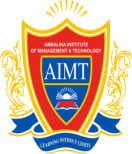 AMBALIKA INSTITUTE
OF MANAGEMENT & TECHNOLOGY
AIMT
LEARNING WITHOUT LIMITS